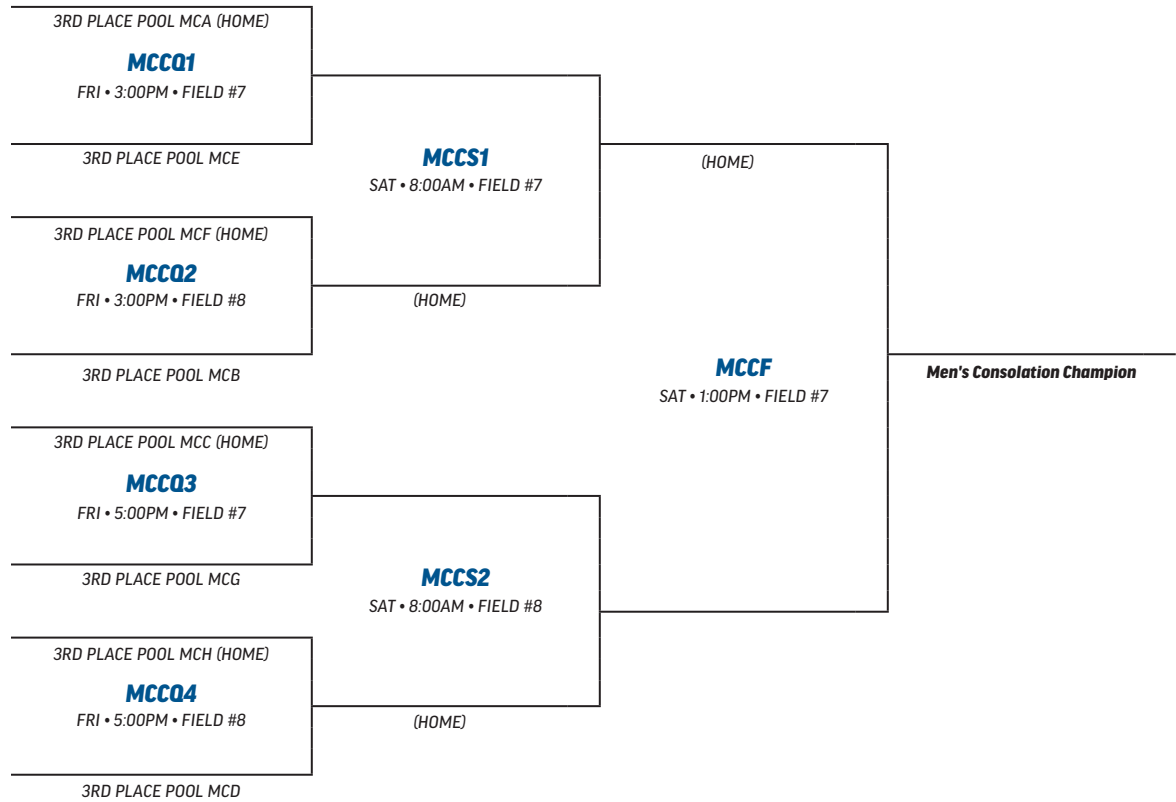 3RD PLACE POOL MCA (HOME)
MCCQ1
FRI • 3:00PM • FIELD #7
3RD PLACE POOL MCE
MCCS1
SAT • 8:00AM • FIELD #7
(HOME)
3RD PLACE POOL MCF (HOME)
MCCQ2
FRI • 3:00PM • FIELD #8
(HOME)
3RD PLACE POOL MCB
MCCF
SAT • 1:00PM • FIELD #7
Men's Consolation Champion
3RD PLACE POOL MCC (HOME)
MCCQ3
FRI • 5:00PM • FIELD #7
3RD PLACE POOL MCG
MCCS2
SAT • 8:00AM • FIELD #8
3RD PLACE POOL MCH (HOME)
MCCQ4
FRI • 5:00PM • FIELD #8
(HOME)
3RD PLACE POOL MCD